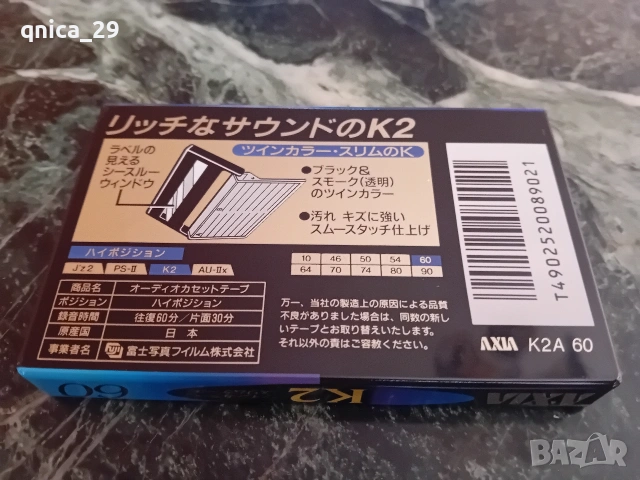 qnica_29
リッチなサウンドのK2
ラベルの
見える
シースルー
ウィンドウ
ツインカラー・スリムのK
●ブラック&
スモーク(透明)
のツインカラー
●汚れ キズに強い
スムースタッチ仕上げ
ハイポジション
J'z2 PS-II K2 AU-IIx
10 46 50 54 60
64 70 74 80 90
商品名 オーディオカセットテープ
ポジション ハイポジション
録音時間 往復60分/片面30分
原産国 日本
事業者名 FUJI 富士写真フイルム株式会社
万一、当社の製造上の原因による品質
不良がありました場合は、同数の新し
いテープとお取り替えいたします。
それ以外の責はご容赦ください。
T4902520089021
AXIA K2A 60
60
K2
AXIA
BAZAR